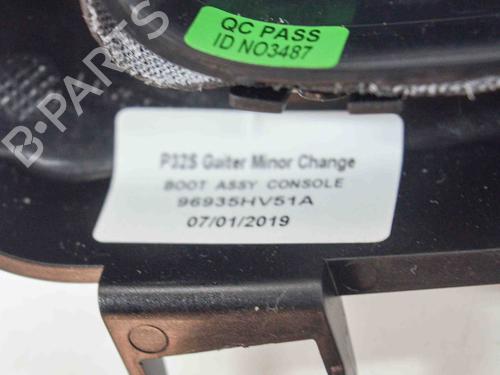 QC PASS
ID NO3487
B-PARTS
P32S Gaiter Minor Change
BOOT ASSY CONSOLE
96935HV51A
07/01/2019